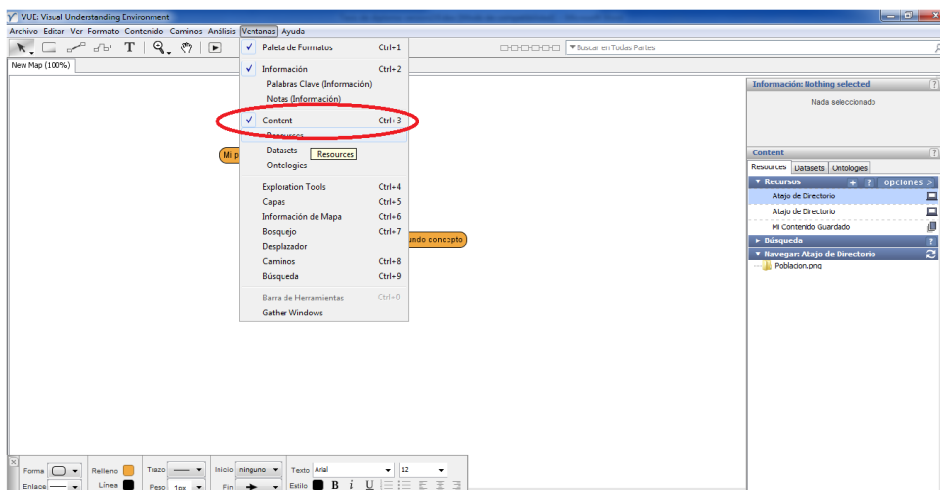 VUE: Visual Understanding Environment
Archivo Editar Ver Formato Contenido Caminos Análisis Ventanas Ayuda
T
Buscar en Todas Partes
New Map (100%)
Paleta de Formatos Ctrl+1
Información Ctrl+2
Palabras Clave (Información)
Notas (Información)
Content Ctrl+3
Resources
Datasets
Resources
Ontologies
Exploration Tools Ctrl+4
Capas Ctrl+5
Información de Mapa Ctrl+6
Bosquejo Ctrl+7
Desplazador
Caminos Ctrl+8
Búsqueda Ctrl+9
Barra de Herramientas Ctrl+0
Gather Windows
Mi p
undo concepto
Información: Nothing selected ?
Nada seleccionado
Content ?
Resources Datasets Ontologies
Recursos + ? opciones >
Atajo de Directorio
Atajo de Directorio
Mi Contenido Guardado
Búsqueda ?
Navegar: Atajo de Directorio
Poblacion.png
Forma Relleno Trazo Inicio ninguno Texto Arial 12
Enlace Línea Peso 1px Fin Estilo B i U